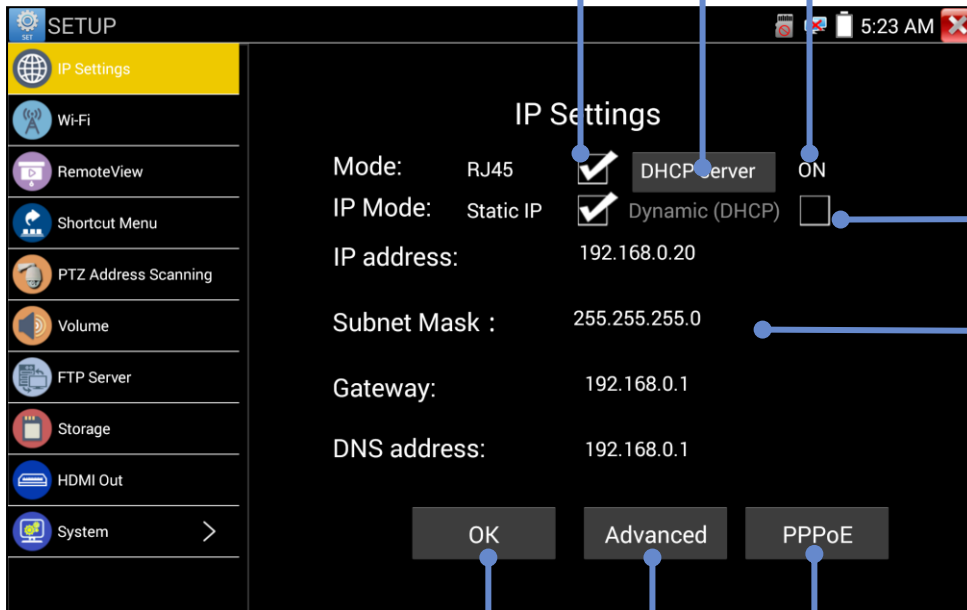 SETUP
5:23 AM
SET
IP Settings
Wi-Fi
RemoteView
Shortcut Menu
PTZ Address Scanning
Volume
FTP Server
Storage
HDMI Out
System
IP Settings
Mode: RJ45 DHCP Server ON
IP Mode: Static IP Dynamic (DHCP)
IP address: 192.168.0.20
Subnet Mask : 255.255.255.0
Gateway: 192.168.0.1
DNS address: 192.168.0.1
OK Advanced PPPoE